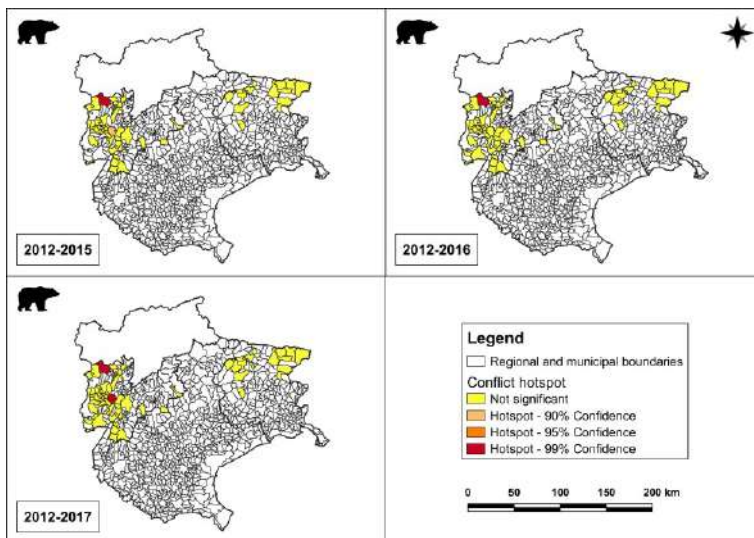 2012-2015
2012-2016
2012-2017
Legend
Regional and municipal boundaries
Conflict hotspot
Not significant
Hotspot - 90% Confidence
Hotspot - 95% Confidence
Hotspot - 99% Confidence
0 50 100 150 200 km